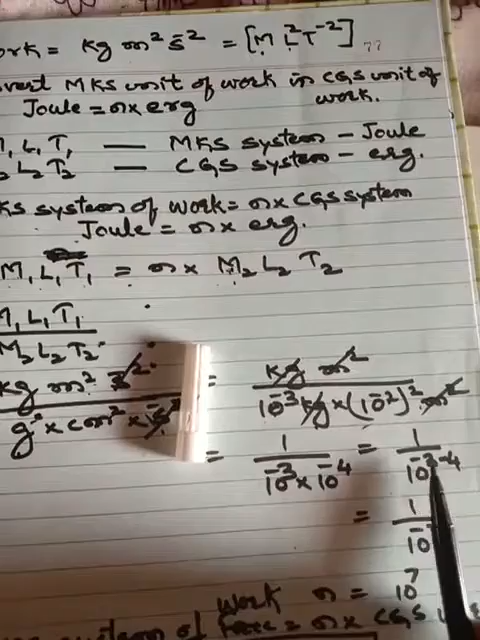 ork = kg m² s̄² = [M L² T⁻²] ??
vert MKS unit of work in CGS unit of work.
Joule = n x erg
M, L, T, — MKS system – Joule
L₂ T₂ — CGS system – erg.
KS system of work = n x CGS system
Joule = n x erg.
M₁ L₁ T₁ = n x M₂ L₂ T₂
M₁ L₁ T₁
M₂ L₂ T₂
kg m² s̄² = kg m²
g x cm² x s̄² 10⁻³ kg x (10⁻²)² m²
= 1 = 1
10⁻³ x 10⁻⁴ 10⁻³⁻⁴
= 1
10
work n = 10⁷
system of force = n x CGS